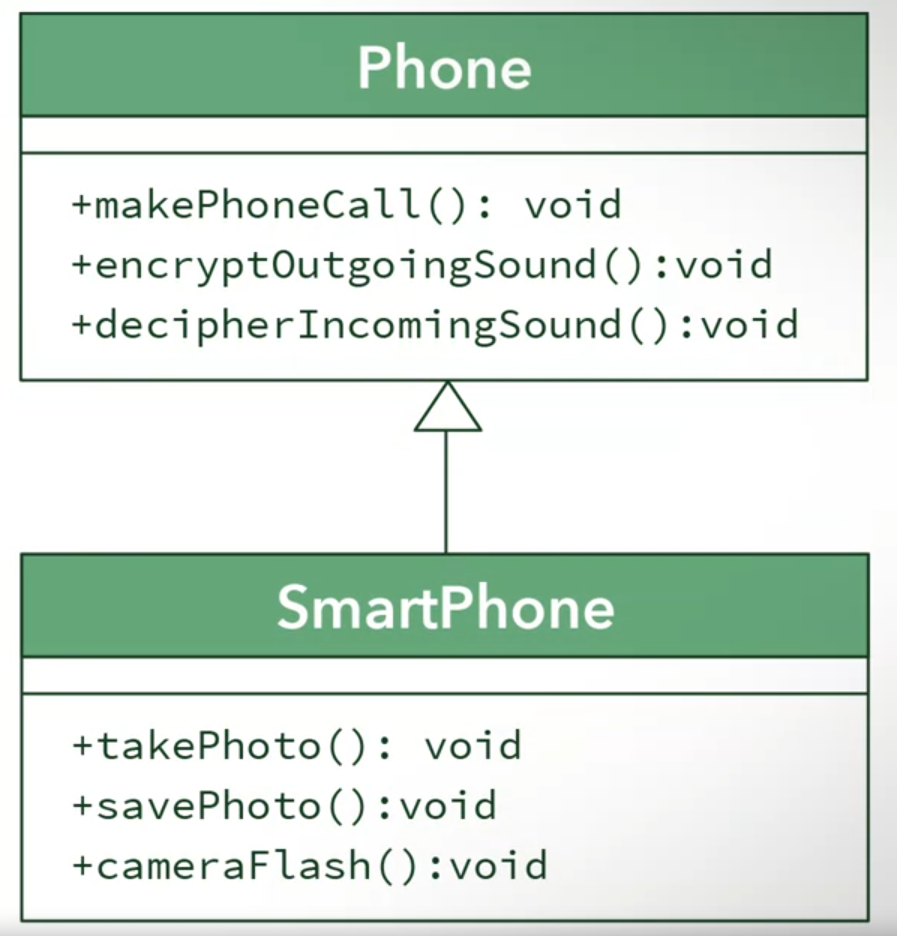 Phone
+makePhoneCall(): void
+encryptOutgoingSound():void
+decipherIncomingSound():void
SmartPhone
+takePhoto(): void
+savePhoto():void
+cameraFlash():void